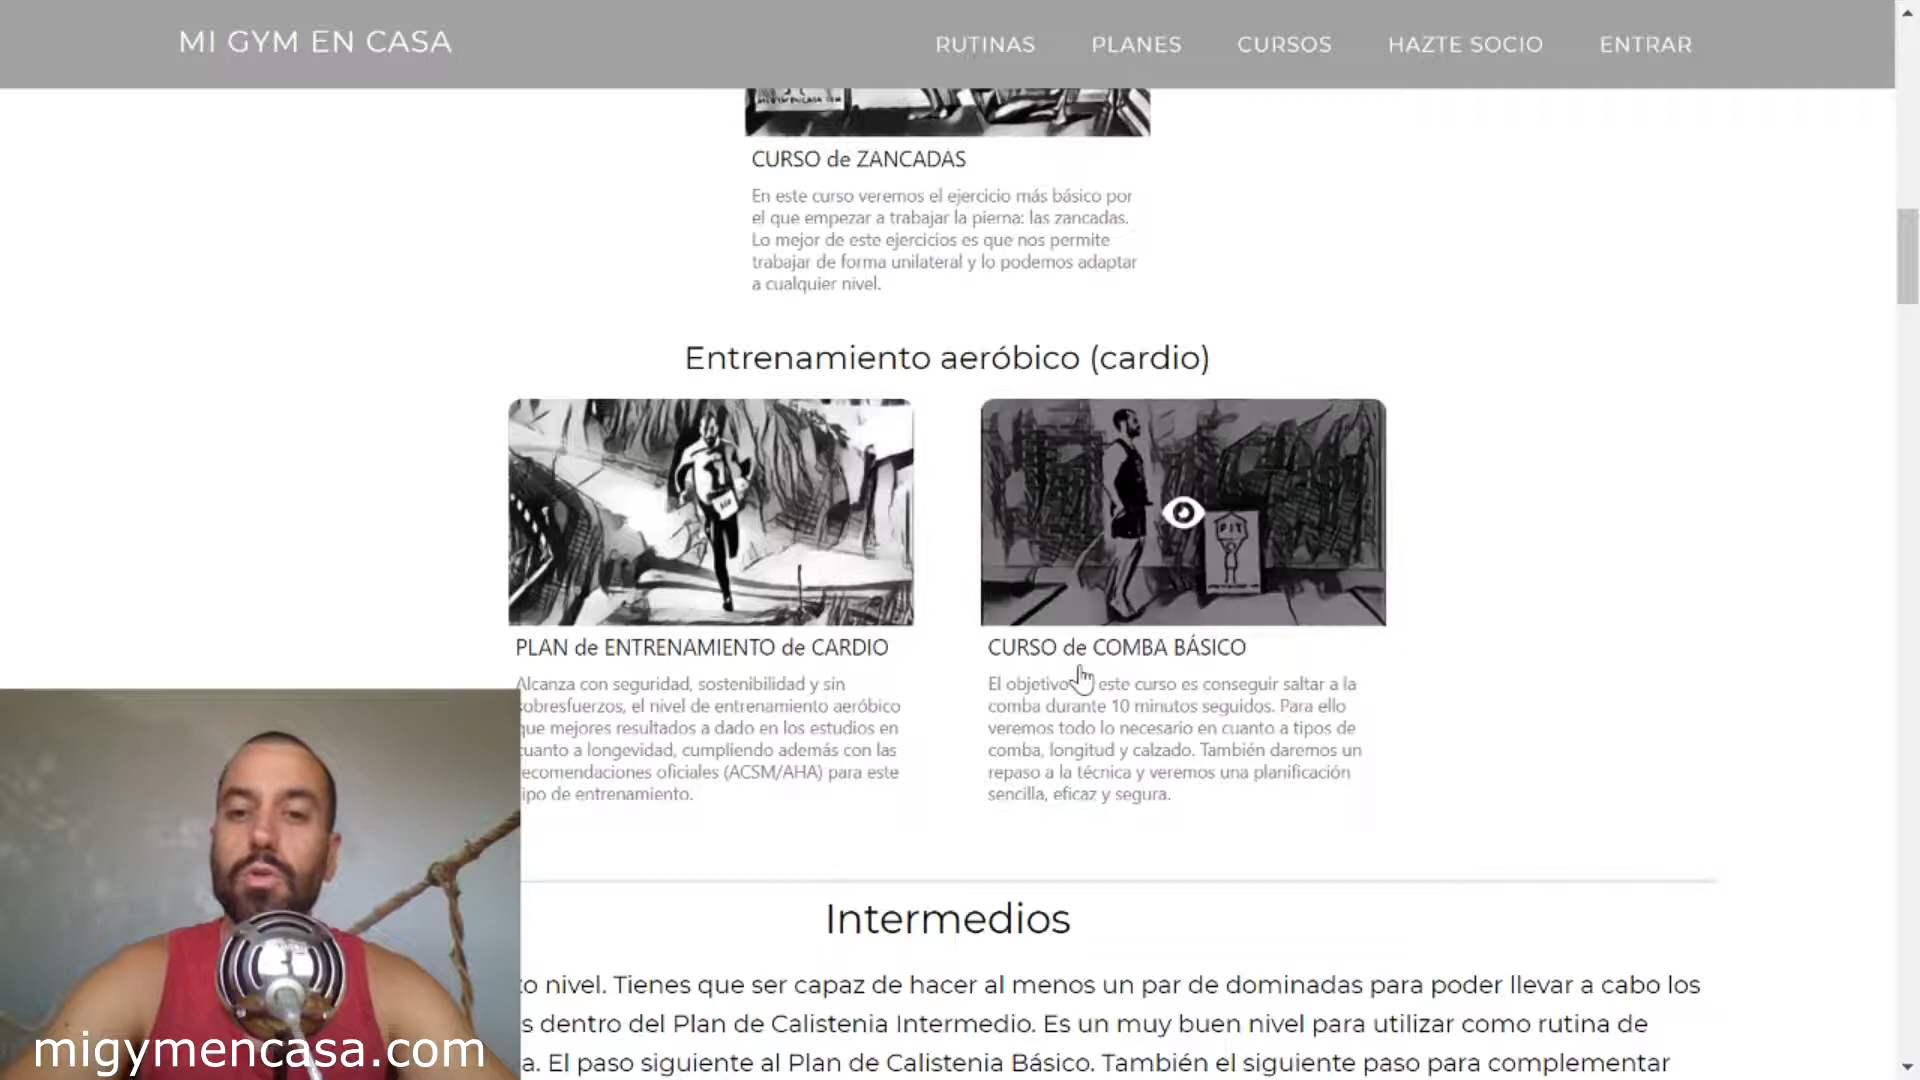 MI GYM EN CASA
RUTINAS
PLANES
CURSOS
HAZTE SOCIO
ENTRAR
CURSO de ZANCADAS
En este curso veremos el ejercicio más básico por
el que empezar a trabajar la pierna: las zancadas.
Lo mejor de este ejercicios es que nos permite
trabajar de forma unilateral y lo podemos adaptar
a cualquier nivel.
Entrenamiento aeróbico (cardio)
FIT
PLAN de ENTRENAMIENTO de CARDIO
Alcanza con seguridad, sostenibilidad y sin
sobresfuerzos, el nivel de entrenamiento aeróbico
que mejores resultados a dado en los estudios en
cuanto a longevidad, cumpliendo además con las
recomendaciones oficiales (ACSM/AHA) para este
tipo de entrenamiento.
CURSO de COMBA BÁSICO
El objetivo este curso es conseguir saltar a la
comba durante 10 minutos seguidos. Para ello
veremos todo lo necesario en cuanto a tipos de
comba, longitud y calzado. También daremos un
repaso a la técnica y veremos una planificación
sencilla, eficaz y segura.
Intermedios
nivel. Tienes que ser capaz de hacer al menos un par de dominadas para poder llevar a cabo los
dentro del Plan de Calistenia Intermedio. Es un muy buen nivel para utilizar como rutina de
El paso siguiente al Plan de Calistenia Básico. También el siguiente paso para complementar
migymencasa.com